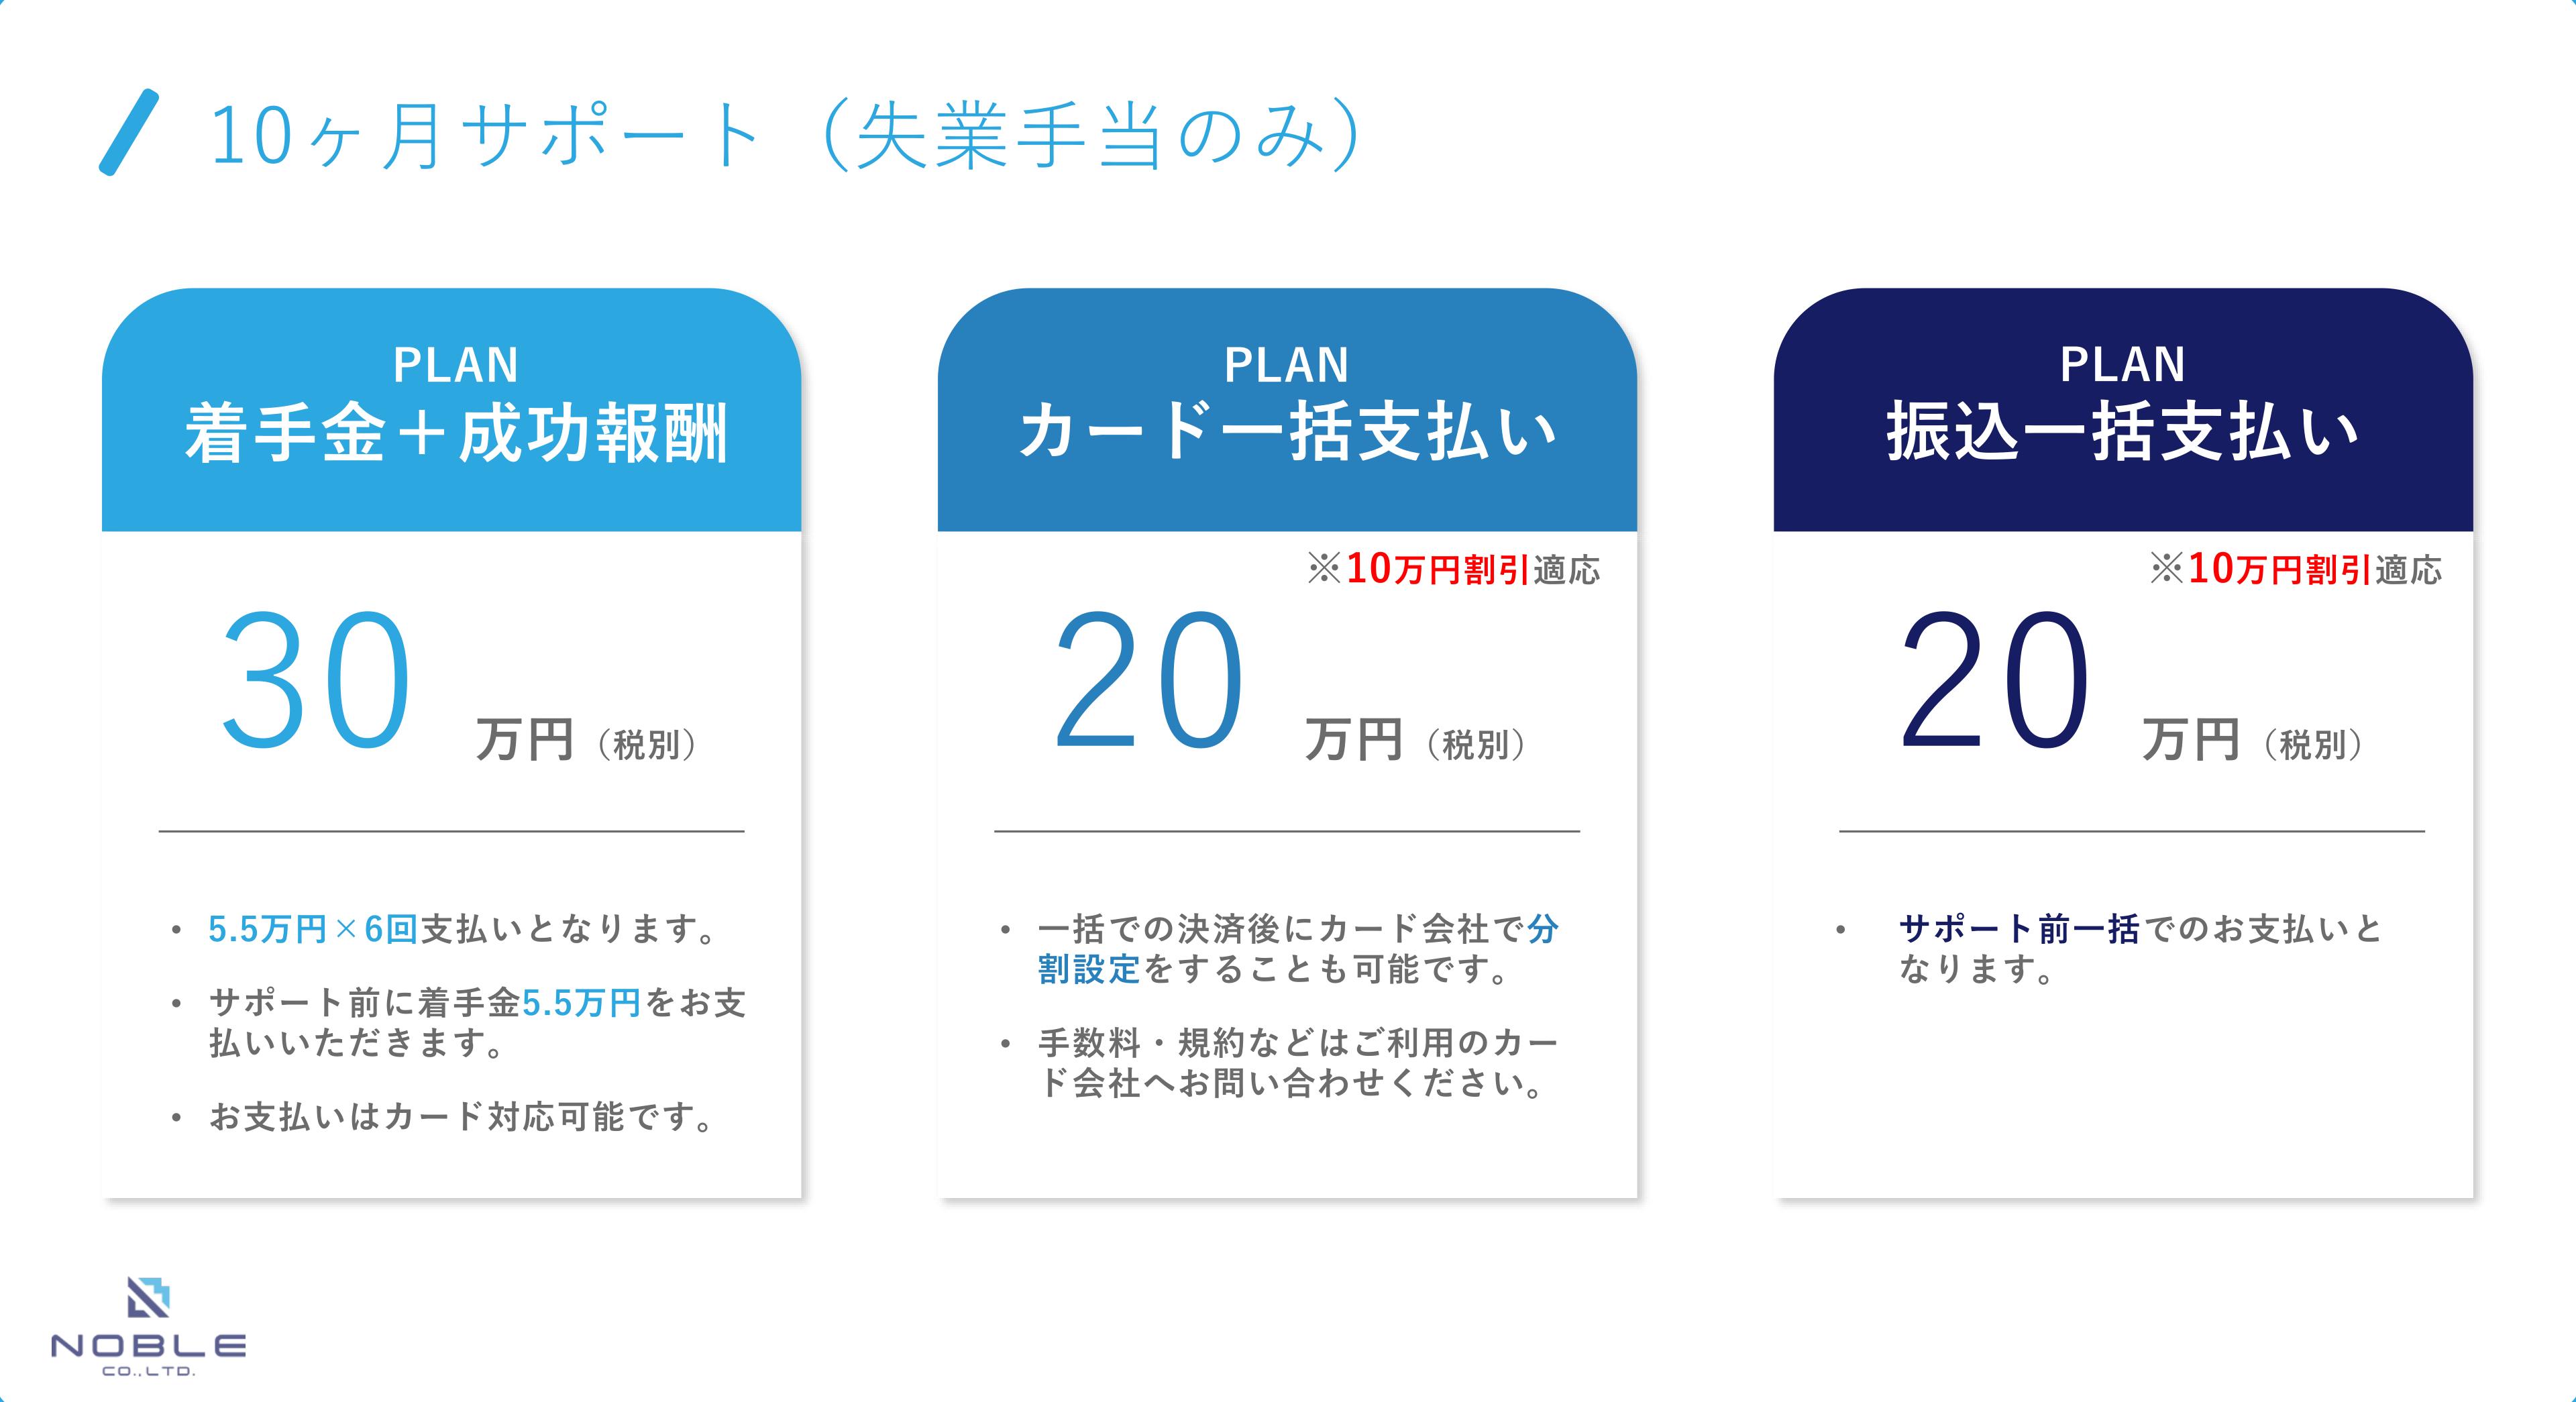 10ヶ月サポート（失業手当のみ）
PLAN
着手金＋成功報酬
30 万円（税別）
• 5.5万円×6回支払いとなります。
• サポート前に着手金5.5万円をお支
払いいただきます。
• お支払いはカード対応可能です。
PLAN
カード一括支払い
※10万円割引適応
20 万円（税別）
• 一括での決済後にカード会社で分
割設定をすることも可能です。
• 手数料・規約などはご利用のカー
ド会社へお問い合わせください。
PLAN
振込一括支払い
※10万円割引適応
20 万円（税別）
• サポート前一括でのお支払いと
なります。
NOBLE
CO.,LTD.